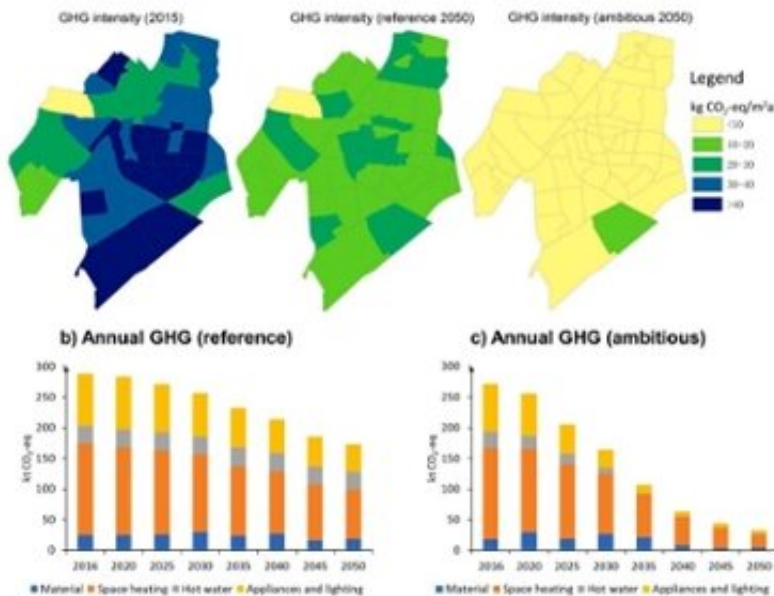 GHG intensity (2015)
GHG intensity (reference 2050)
GHG intensity (ambitious 2050)
Legend
kg CO₂-eq/m²a
<10
10-20
20-30
30-40
>40
b) Annual GHG (reference)
300
250
200
150
100
50
0
kt CO₂-eq
2016 2020 2025 2030 2035 2040 2045 2050
Material Space heating Hot water Appliances and lighting
c) Annual GHG (ambitious)
300
250
200
150
100
50
0
kt CO₂-eq
2016 2020 2025 2030 2035 2040 2045 2050
Material Space heating Hot water Appliances and lighting